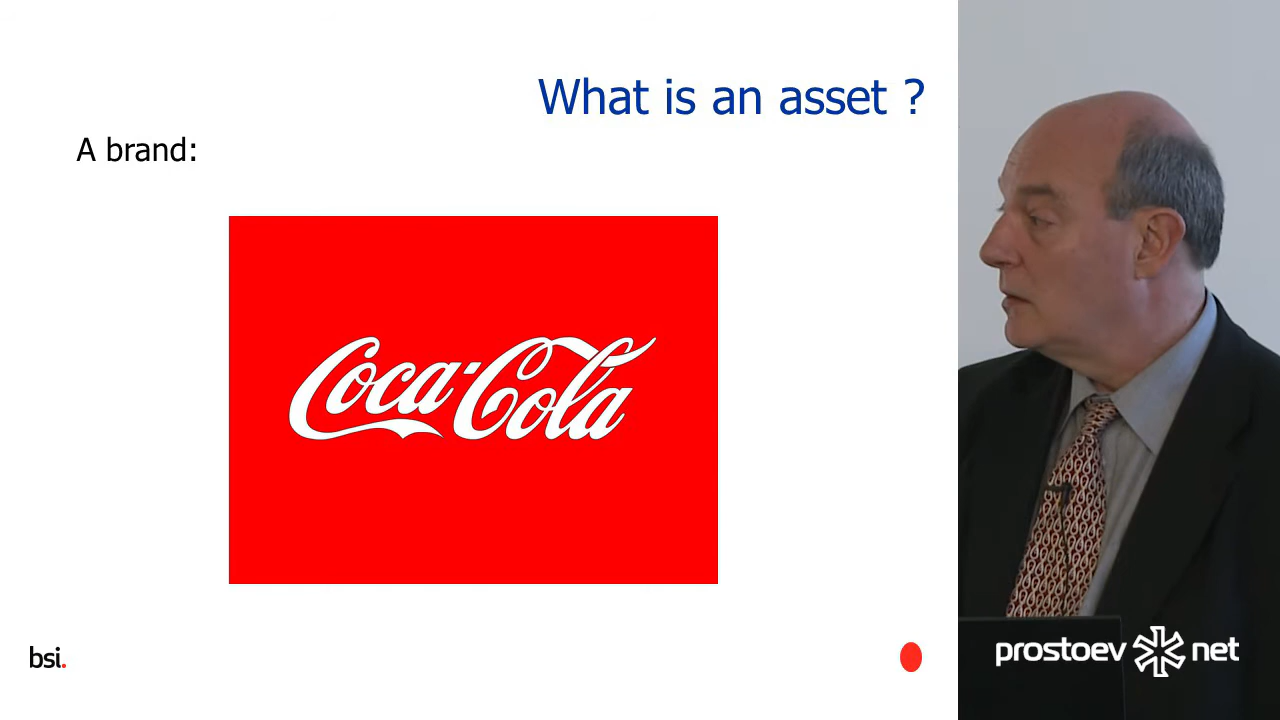 What is an asset ?
A brand:
Coca-Cola
bsi.
prostoev net